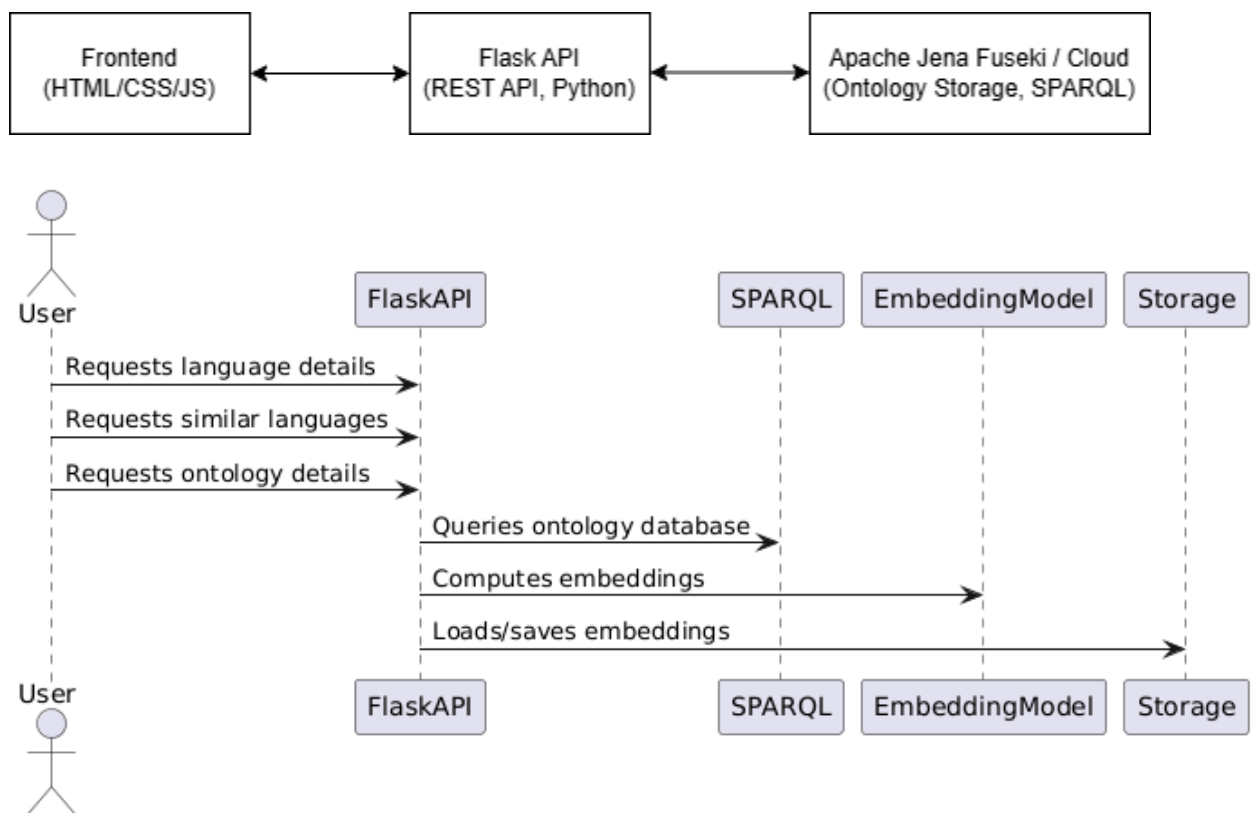 Frontend
(HTML/CSS/JS)
Flask API
(REST API, Python)
Apache Jena Fuseki / Cloud
(Ontology Storage, SPARQL)
User
FlaskAPI
SPARQL
EmbeddingModel
Storage
Requests language details
Requests similar languages
Requests ontology details
Queries ontology database
Computes embeddings
Loads/saves embeddings
User
FlaskAPI
SPARQL
EmbeddingModel
Storage